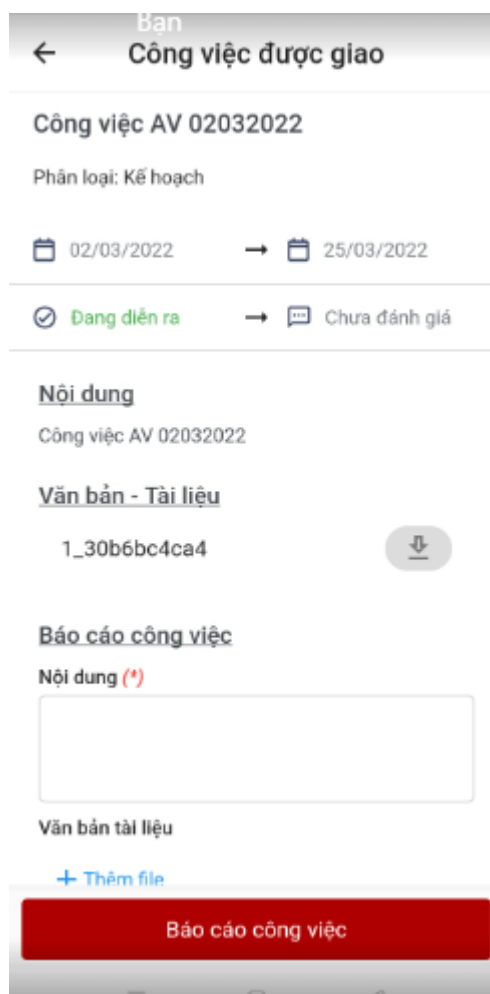 Bạn
Công việc được giao
Công việc AV 02032022
Phân loại: Kế hoạch
02/03/2022 → 25/03/2022
Đang diễn ra → Chưa đánh giá
Nội dung
Công việc AV 02032022
Văn bản - Tài liệu
1_30b6bc4ca4
Báo cáo công việc
Nội dung (*)
Văn bản tài liệu
+ Thêm file
Báo cáo công việc